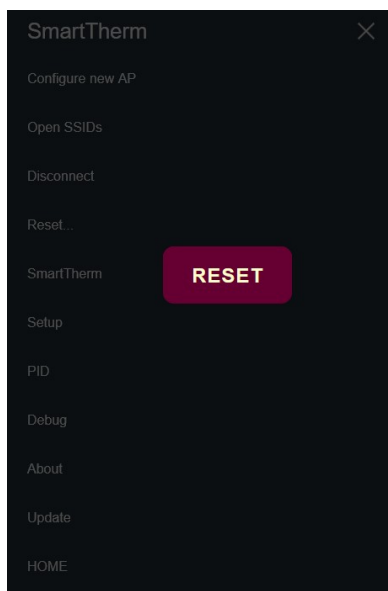 SmartTherm
Configure new AP
Open SSIDs
Disconnect
Reset...
SmartTherm
RESET
Setup
PID
Debug
About
Update
HOME